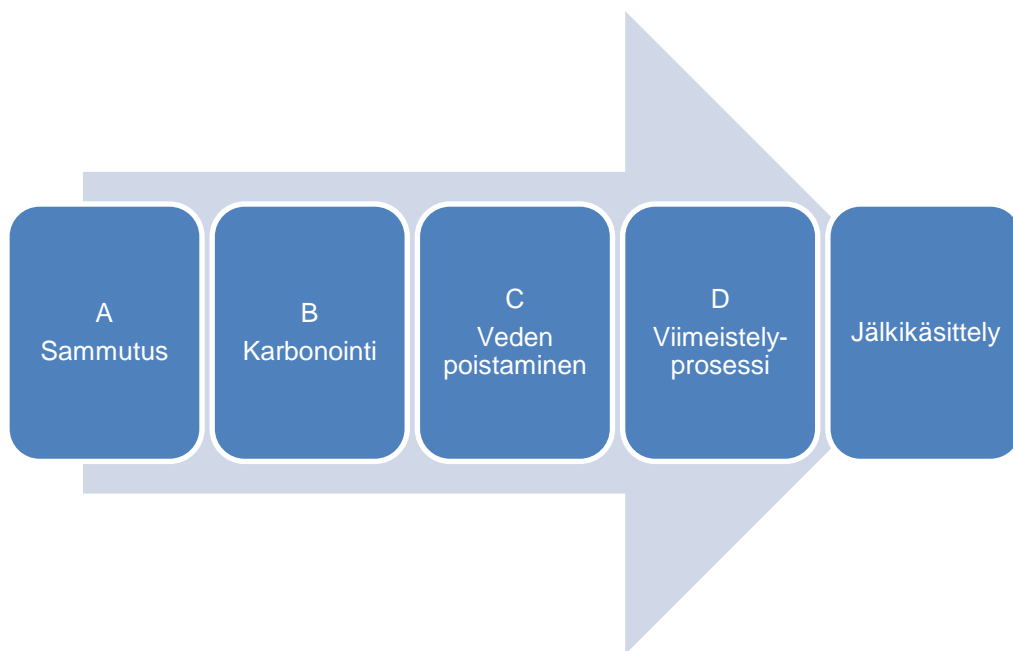 A
Sammutus
B
Karbonointi
C
Veden
poistaminen
D
Viimeistely-
prosessi
Jälkikäsittely